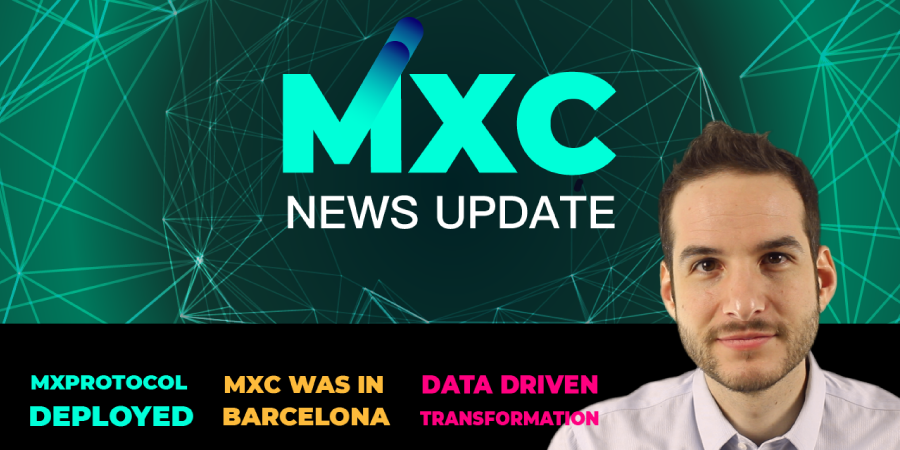 MXC
NEWS UPDATE
MXPROTOCOL
DEPLOYED
MXC WAS IN
BARCELONA
DATA DRIVEN
TRANSFORMATION